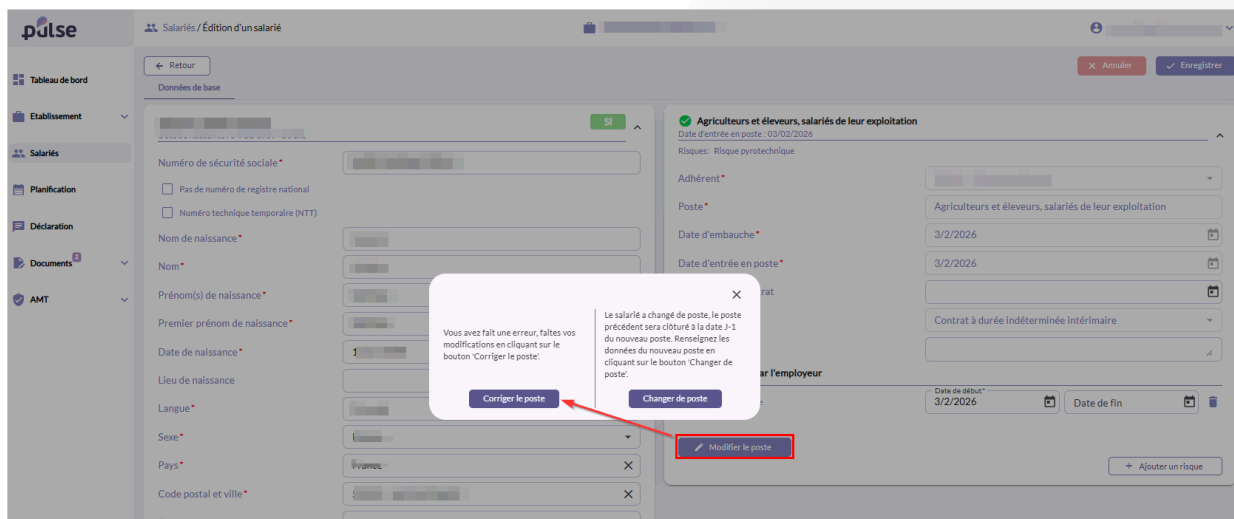 pulse
Salariés / Édition d'un salarié
Tableau de bord
Etablissement
Salariés
Planification
Déclaration
Documents 2
AMT
Retour
Annuler
Enregistrer
Données de base
SI
Numéro de sécurité sociale*
Pas de numéro de registre national
Numéro technique temporaire (NTT)
Nom de naissance*
Nom*
Prénom(s) de naissance*
Premier prénom de naissance*
Date de naissance*
Lieu de naissance
Langue*
Sexe*
Pays*
Code postal et ville*
Agriculteurs et éleveurs, salariés de leur exploitation
Date d'entrée en poste : 03/02/2026
Risques: Risque pyrotechnique
Adhérent*
Poste*
Agriculteurs et éleveurs, salariés de leur exploitation
Date d'embauche*
3/2/2026
Date d'entrée en poste*
3/2/2026
Contrat à durée indéterminée intérimaire
ar l'employeur
Date de début*
3/2/2026
Date de fin
Modifier le poste
+ Ajouter un risque
Vous avez fait une erreur, faites vos
modifications en cliquant sur le
bouton 'Corriger le poste'.
Corriger le poste
Le salarié a changé de poste, le poste
précédent sera clôturé à la date J-1
du nouveau poste. Renseignez les
données du nouveau poste en
cliquant sur le bouton 'Changer de
poste'.
Changer de poste